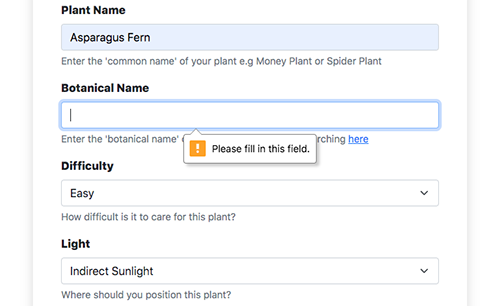 Plant Name
Asparagus Fern
Enter the 'common name' of your plant e.g Money Plant or Spider Plant
Botanical Name
Enter the 'botanical name' rching here
Please fill in this field.
Difficulty
Easy
How difficult is it to care for this plant?
Light
Indirect Sunlight
Where should you position this plant?